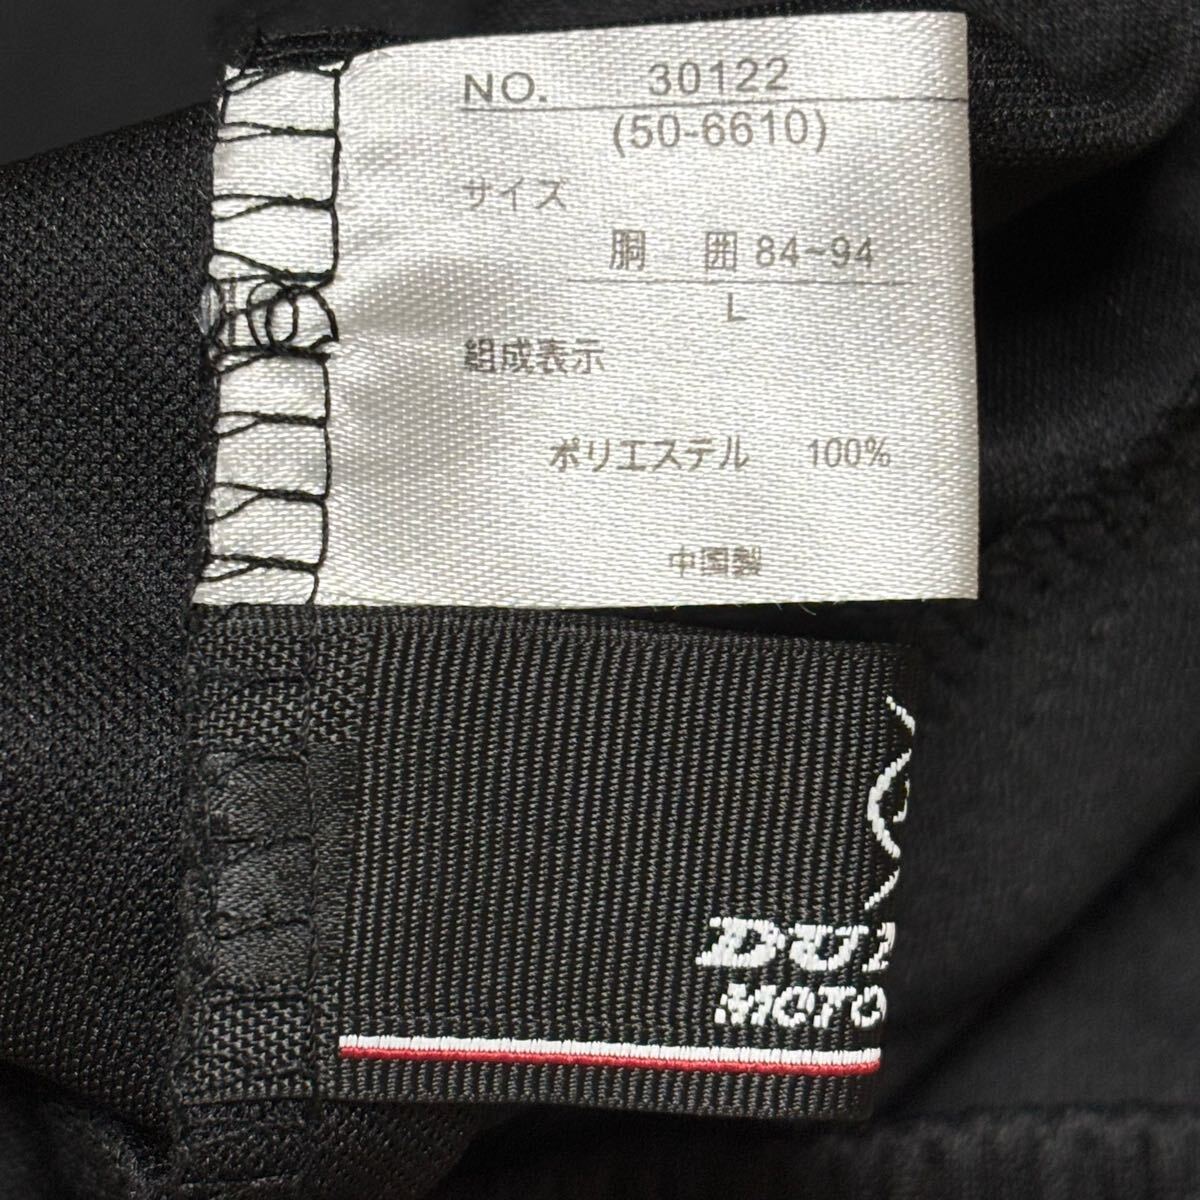 NO. 30122
(50-6610)
サイズ
胴 囲 84~94
L
組成表示
ポリエステル 100%
中国製
MOTO